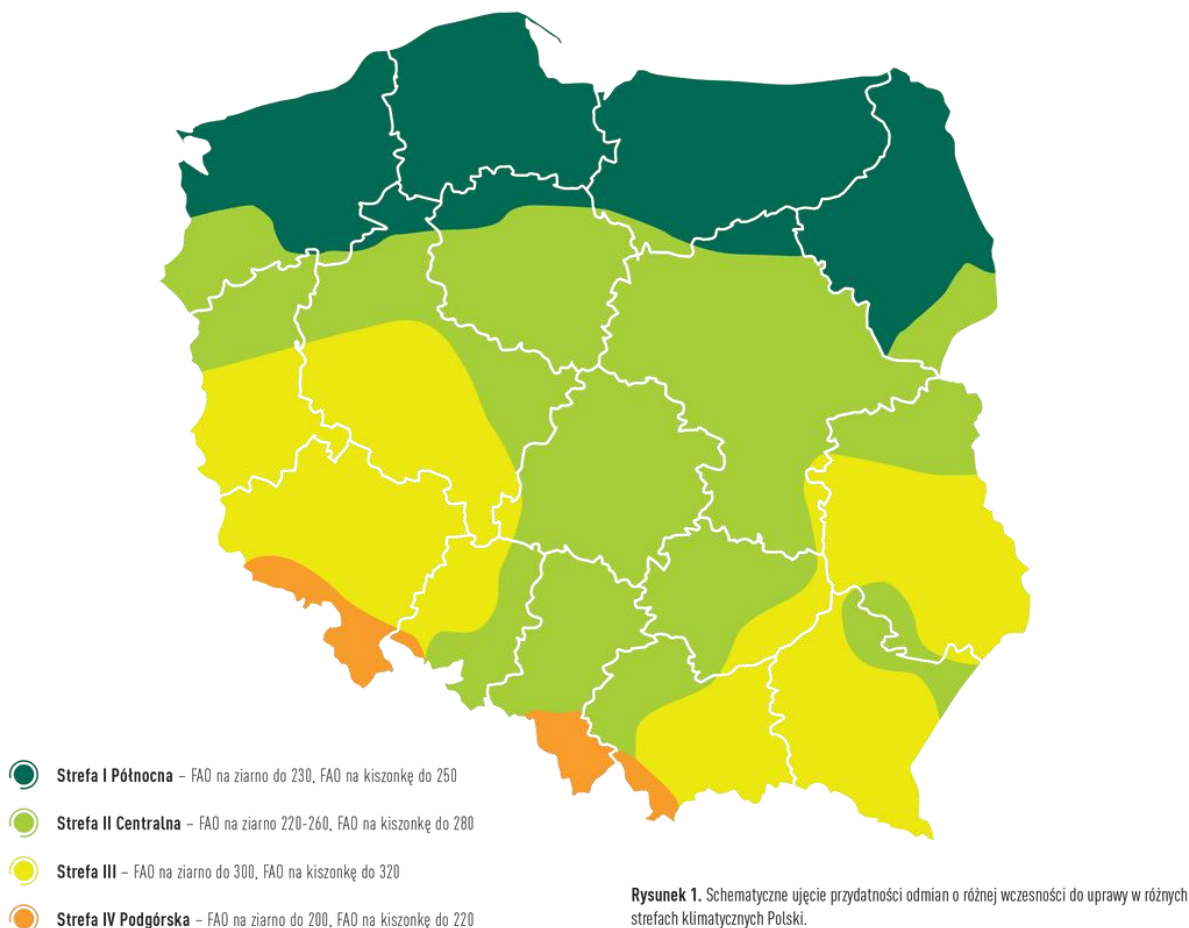 Strefa I Północna – FAO na ziarno do 230, FAO na kiszonkę do 250
Strefa II Centralna – FAO na ziarno 220-260, FAO na kiszonkę do 280
Strefa III – FAO na ziarno do 300, FAO na kiszonkę do 320
Strefa IV Podgórska – FAO na ziarno do 200, FAO na kiszonkę do 220
Rysunek 1. Schematyczne ujęcie przydatności odmian o różnej wczesności do uprawy w różnych
strefach klimatycznych Polski.